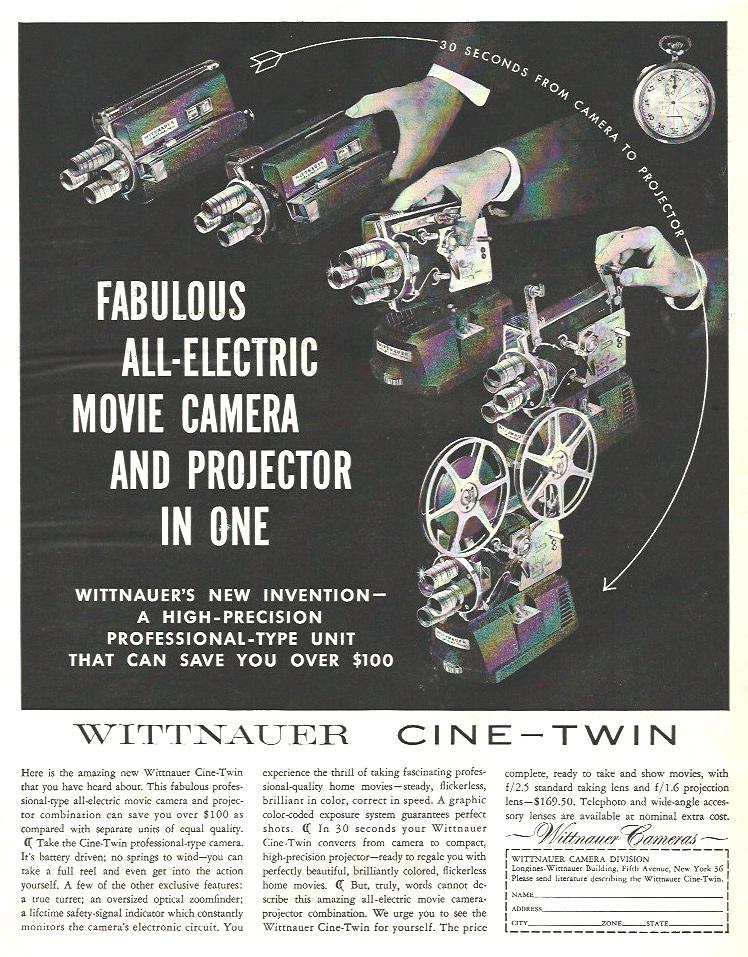 30 SECONDS FROM CAMERA TO PROJECTOR
FABULOUS
ALL-ELECTRIC
MOVIE CAMERA
AND PROJECTOR
IN ONE
WITTNAUER'S NEW INVENTION—
A HIGH-PRECISION
PROFESSIONAL-TYPE UNIT
THAT CAN SAVE YOU OVER $100
WITTNAUER CINE-TWIN
Here is the amazing new Wittnauer Cine-Twin
that you have heard about. This fabulous profes-
sional-type all-electric movie camera and projec-
tor combination can save you over $100 as
compared with separate units of equal quality.
ℂ Take the Cine-Twin professional-type camera.
It's battery driven; no springs to wind—you can
take a full reel and even get into the action
yourself. A few of the other exclusive features:
a true turret; an oversized optical zoomfinder;
a lifetime safety-signal indicator which constantly
monitors the camera's electronic circuit. You
experience the thrill of taking fascinating profes-
sional-quality home movies—steady, flickerless,
brilliant in color, correct in speed. A graphic
color-coded exposure system guarantees perfect
shots. ℂ In 30 seconds your Wittnauer
Cine-Twin converts from camera to compact,
high-precision projector—ready to regale you with
perfectly beautiful, brilliantly colored, flickerless
home movies. ℂ But, truly, words cannot de-
scribe this amazing all-electric movie camera-
projector combination. We urge you to see the
Wittnauer Cine-Twin for yourself. The price
complete, ready to take and show movies, with
f/2.5 standard taking lens and f/1.6 projection
lens—$169.50. Telephoto and wide-angle acces-
sory lenses are available at nominal extra cost.
Wittnauer Cameras
WITTNAUER CAMERA DIVISION
Longines-Wittnauer Building, Fifth Avenue, New York 36
Please send literature describing the Wittnauer Cine-Twin.
NAME
ADDRESS
CITY ZONE STATE